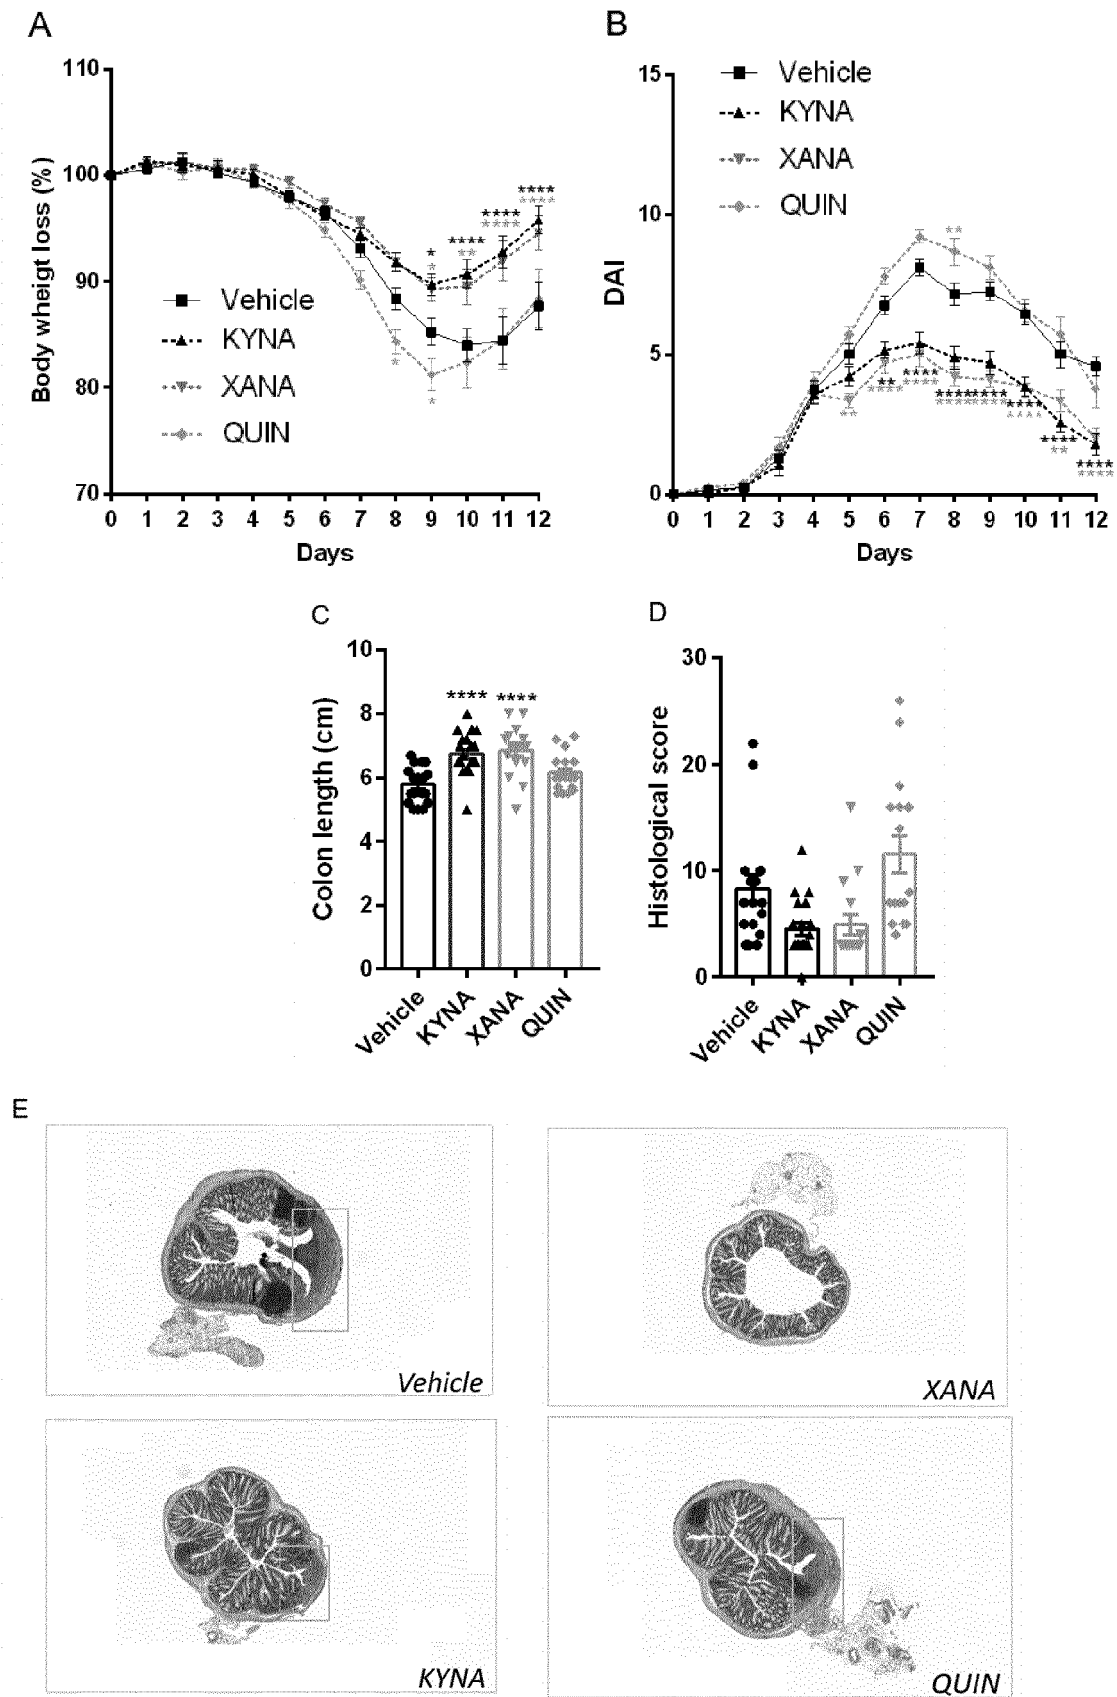 A
Body wheigt loss (%)
110
100
90
80
70
0 1 2 3 4 5 6 7 8 9 10 11 12
Days
Vehicle
KYNA
XANA
QUIN
* * * **** ** **** **** **** ****
*
B
DAI
15
10
5
0
0 1 2 3 4 5 6 7 8 9 10 11 12
Days
Vehicle
KYNA
XANA
QUIN
**
** ** **** **** **** **** **** **** **** **** **** **** ** **** ****
C
Colon length (cm)
10
8
6
4
2
0
**** ****
Vehicle KYNA XANA QUIN
D
Histological score
30
20
10
0
Vehicle KYNA XANA QUIN
E
Vehicle
XANA
KYNA
QUIN